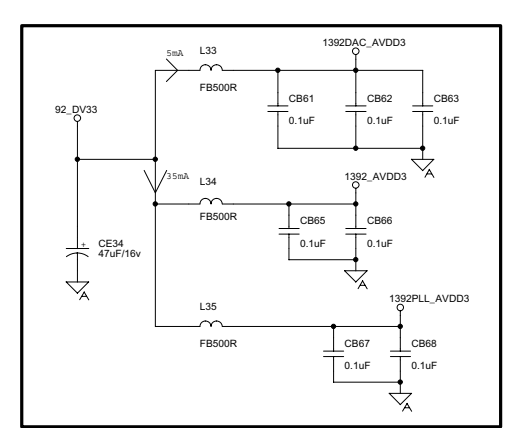 1392DAC_AVDD3
5mA
L33
FB500R
CB61
0.1uF
CB62
0.1uF
CB63
0.1uF
A
92_DV33
35mA
L34
FB500R
1392_AVDD3
CB65
0.1uF
CB66
0.1uF
A
+
CE34
47uF/16v
A
1392PLL_AVDD3
L35
FB500R
CB67
0.1uF
CB68
0.1uF
A